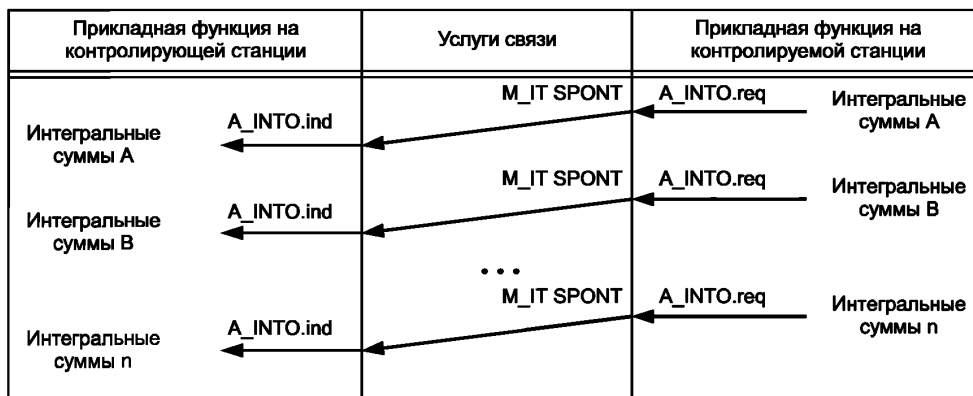 Прикладная функция на
контролирующей станции
Услуги связи
Прикладная функция на
контролируемой станции
M_IT SPONT
A_INTO.req
Интегральные
суммы A
A_INTO.ind
Интегральные
суммы A
M_IT SPONT
A_INTO.req
Интегральные
суммы B
A_INTO.ind
Интегральные
суммы B
...
M_IT SPONT
A_INTO.req
Интегральные
суммы n
A_INTO.ind
Интегральные
суммы n